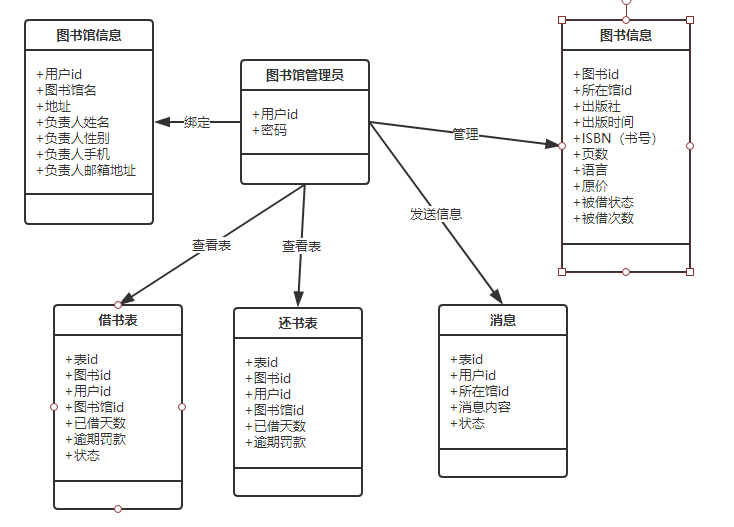 图书馆信息
+用户id
+图书馆名
+地址
+负责人姓名
+负责人性别
+负责人手机
+负责人邮箱地址
绑定
图书馆管理员
+用户id
+密码
管理
图书信息
+图书id
+所在馆id
+出版社
+出版时间
+ISBN（书号）
+页数
+语言
+原价
+被借状态
+被借次数
查看表
查看表
发送信息
借书表
+表id
+图书id
+用户id
+图书馆id
+已借天数
+逾期罚款
+状态
还书表
+表id
+图书id
+用户id
+图书馆id
+已借天数
+逾期罚款
消息
+表id
+用户id
+所在馆id
+消息内容
+状态